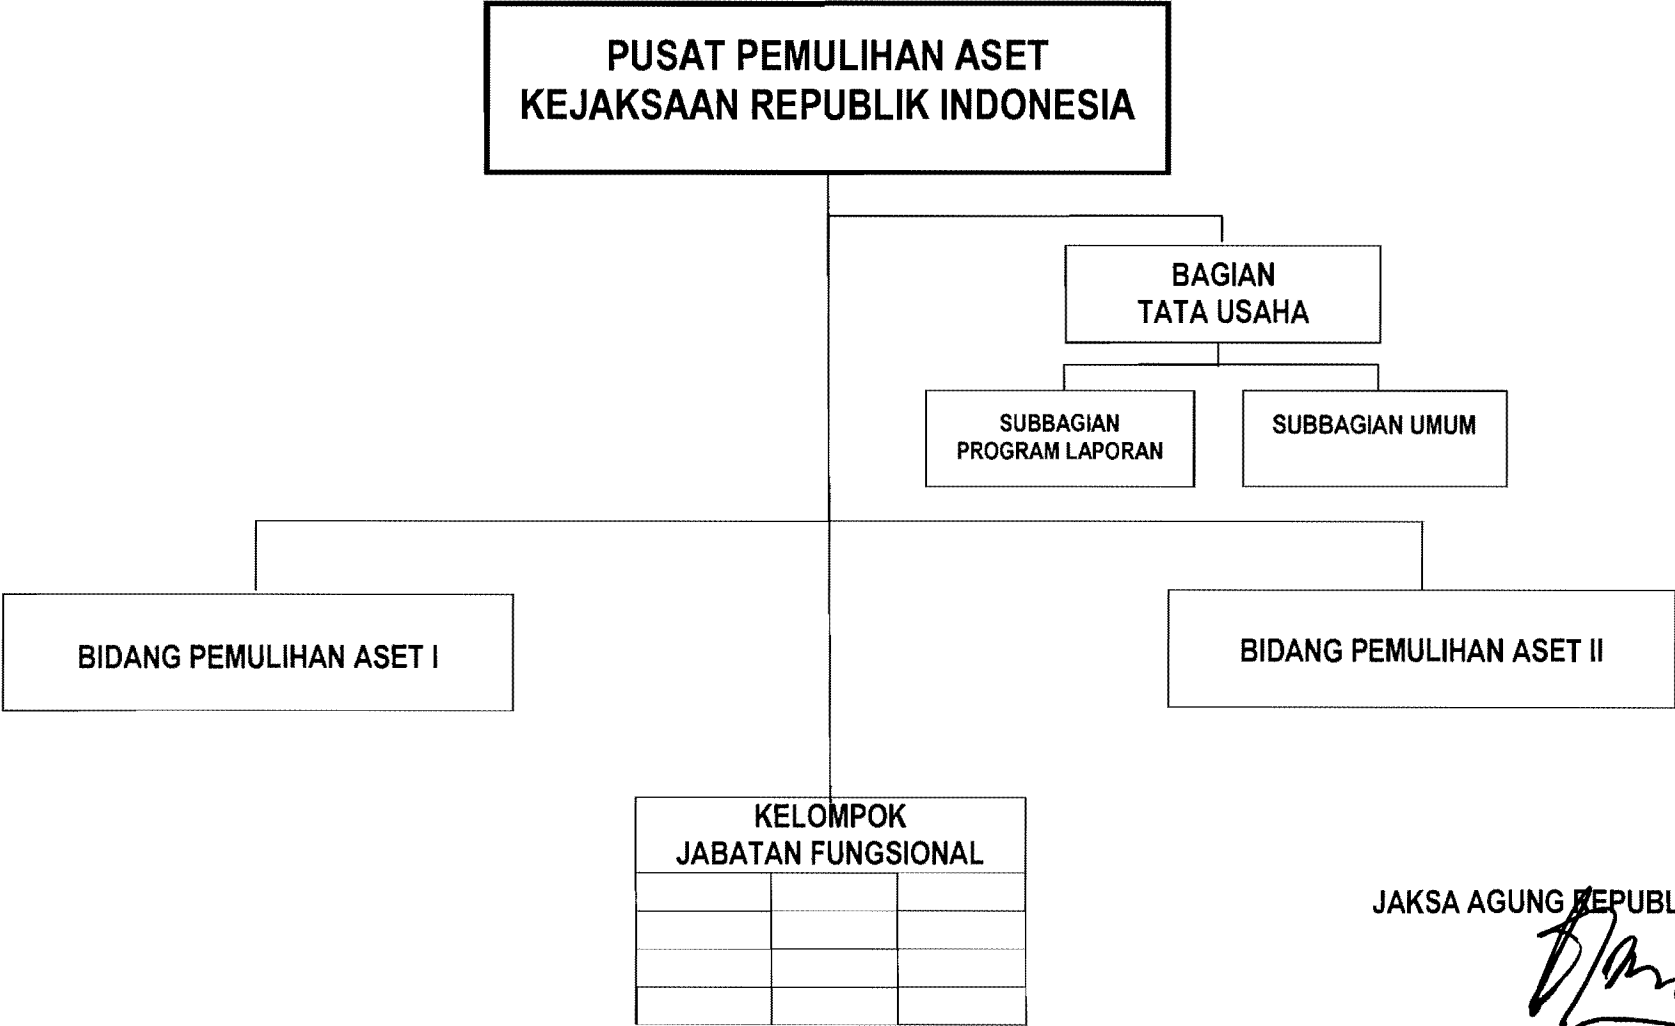 PUSAT PEMULIHAN ASET
KEJAKSAAN REPUBLIK INDONESIA
BAGIAN
TATA USAHA
SUBBAGIAN
PROGRAM LAPORAN
SUBBAGIAN UMUM
BIDANG PEMULIHAN ASET I
BIDANG PEMULIHAN ASET II
KELOMPOK
JABATAN FUNGSIONAL
JAKSA AGUNG REPUBL